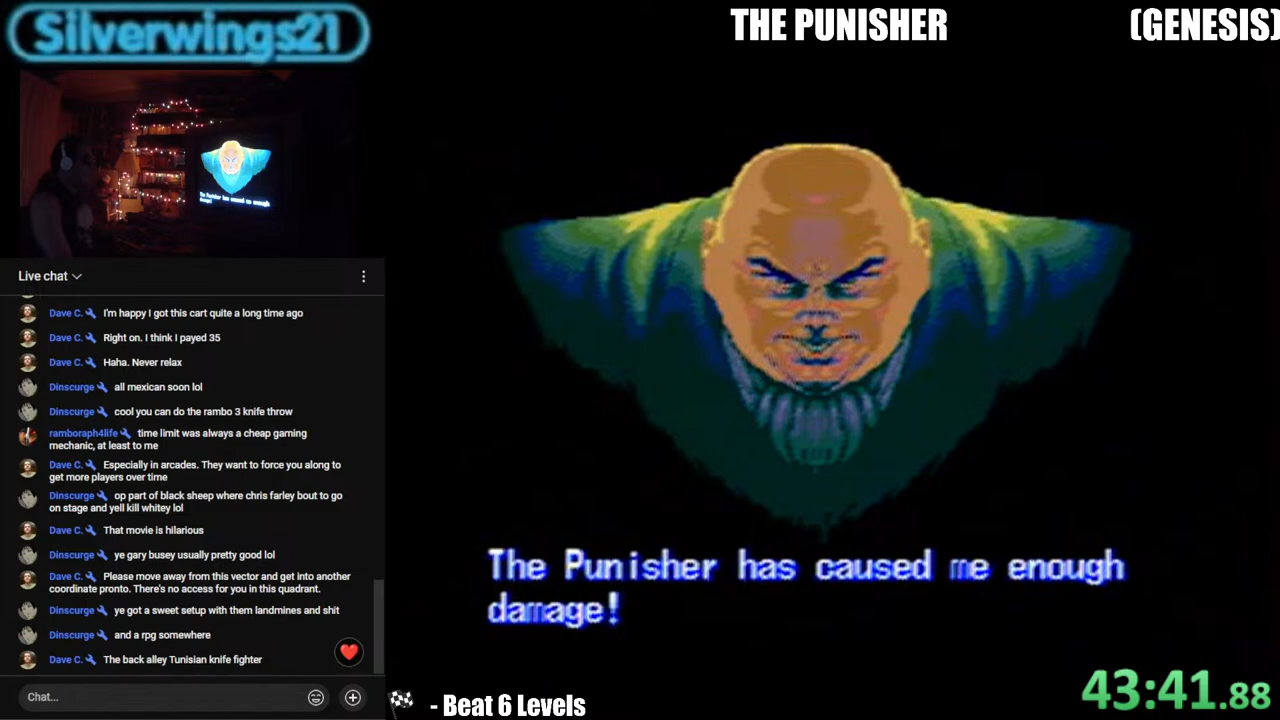 Silverwings21
THE PUNISHER
(GENESIS)
Live chat
Dave C. I'm happy I got this cart quite a long time ago
Dave C. Right on. I think I payed 35
Dave C. Haha. Never relax
Dinscurge all mexican soon lol
Dinscurge cool you can do the rambo 3 knife throw
ramboraph4life time limit was always a cheap gaming
mechanic, at least to me
Dave C. Especially in arcades. They want to force you along to
get more players over time
Dinscurge op part of black sheep where chris farley bout to go
on stage and yell kill whitey lol
Dave C. That movie is hilarious
Dinscurge ye gary busey usually pretty good lol
Dave C. Please move away from this vector and get into another
coordinate pronto. There's no access for you in this quadrant.
Dinscurge ye got a sweet setup with them landmines and shit
Dinscurge and a rpg somewhere
Dave C. The back alley Tunisian knife fighter
Chat...
The Punisher has caused me enough
damage!
- Beat 6 Levels
43:41.88